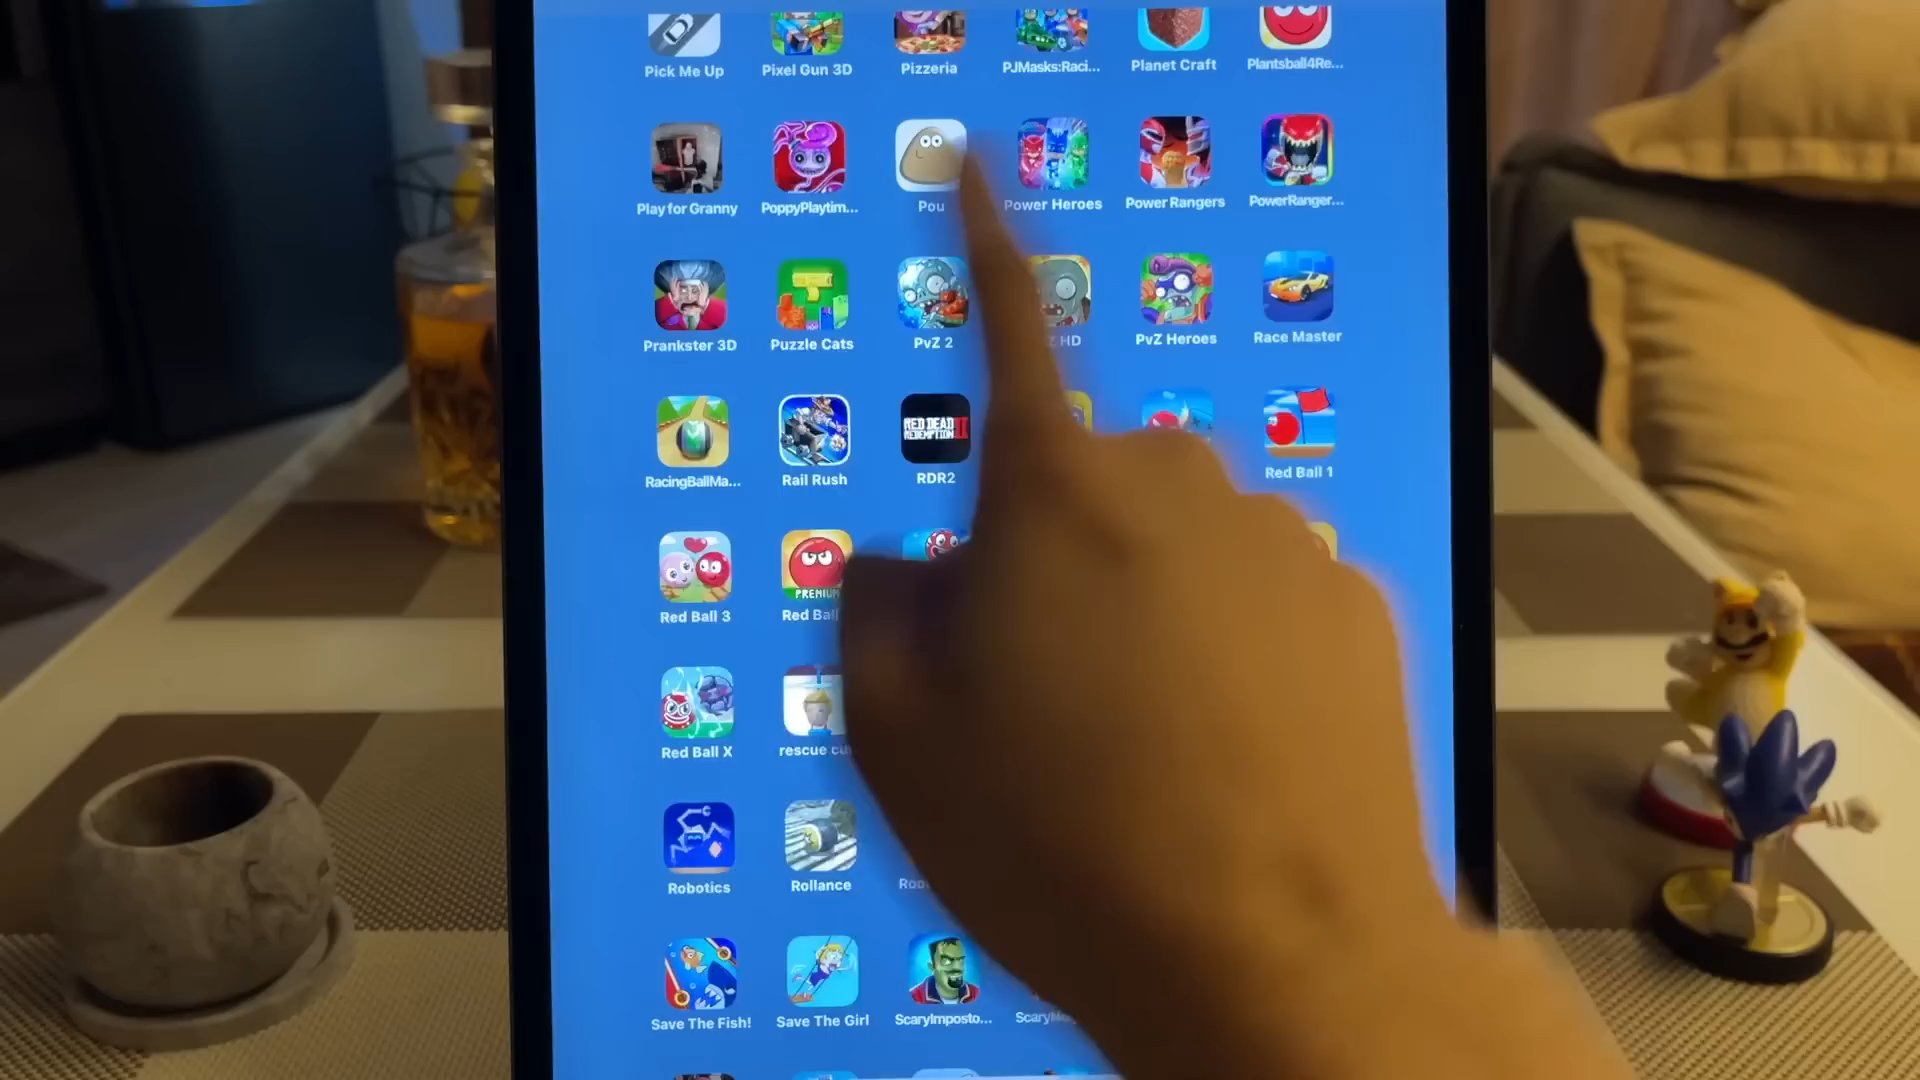 Pick Me Up
Pixel Gun 3D
Pizzeria
PJMasks:Raci...
Planet Craft
Plantsball4Re...
Play for Granny
PoppyPlaytim...
Pou
Power Heroes
Power Rangers
PowerRanger...
Prankster 3D
Puzzle Cats
PvZ 2
HD
PvZ Heroes
Race Master
RacingBallMa...
Rail Rush
RED DEAD
REDEMPTION II
RDR2
Red Ball 1
PREMIUM
Red Ball 3
Red Ball
Red Ball X
rescue
Robotics
Rollance
Save The Fish!
Save The Girl
ScaryImposto...